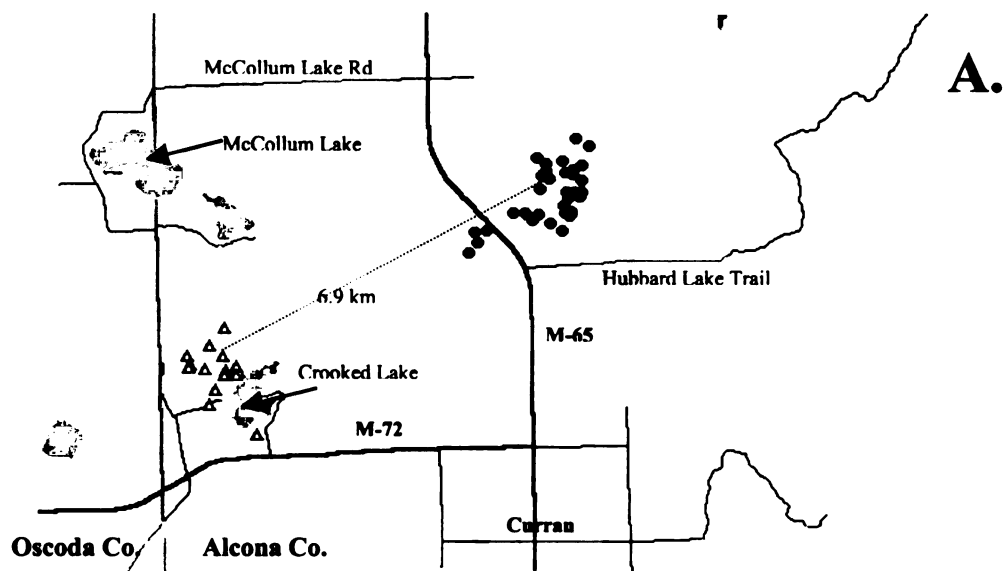 A.
McCollum Lake Rd
McCollum Lake
Hubbard Lake Trail
6.9 km
M-65
Crooked Lake
M-72
Curran
Oscoda Co.
Alcona Co.